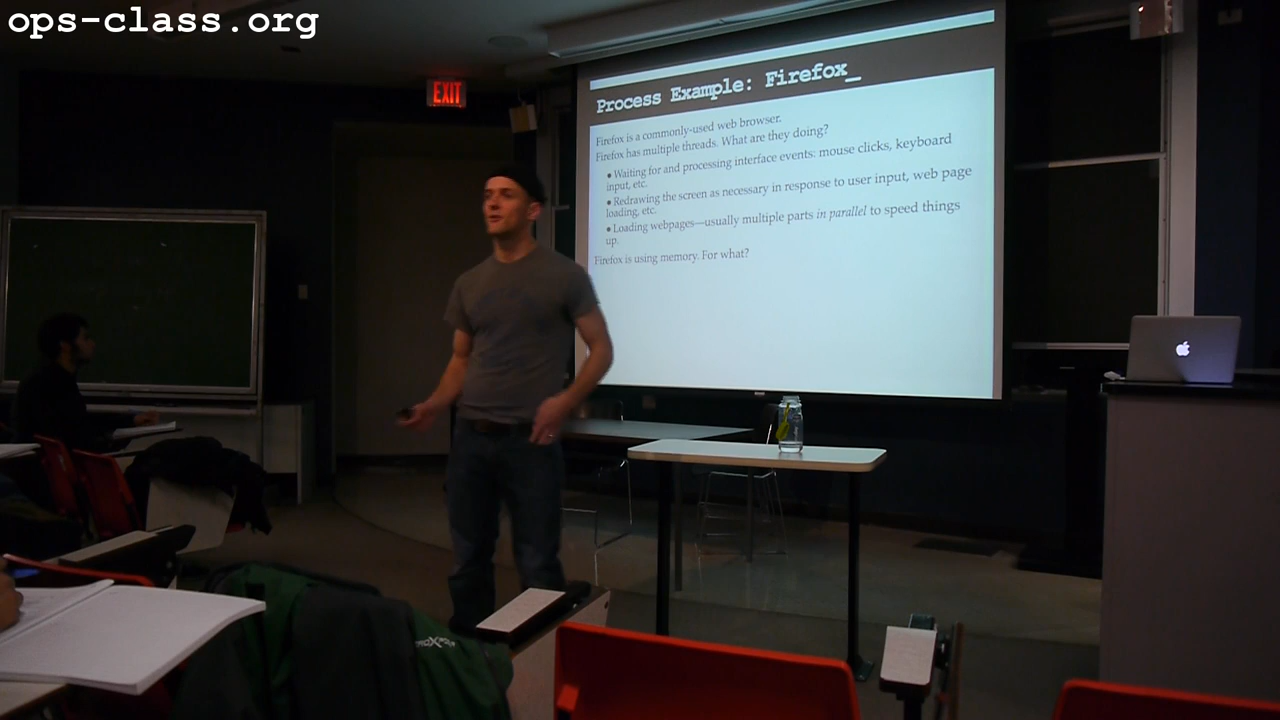 ops-class.org
EXIT
Process Example: Firefox_
Firefox is a commonly-used web browser.
Firefox has multiple threads. What are they doing?
• Waiting for and processing interface events: mouse clicks, keyboard
input, etc.
• Redrawing the screen as necessary in response to user input, web page
loading, etc.
• Loading webpages—usually multiple parts in parallel to speed things
up.
Firefox is using memory. For what?